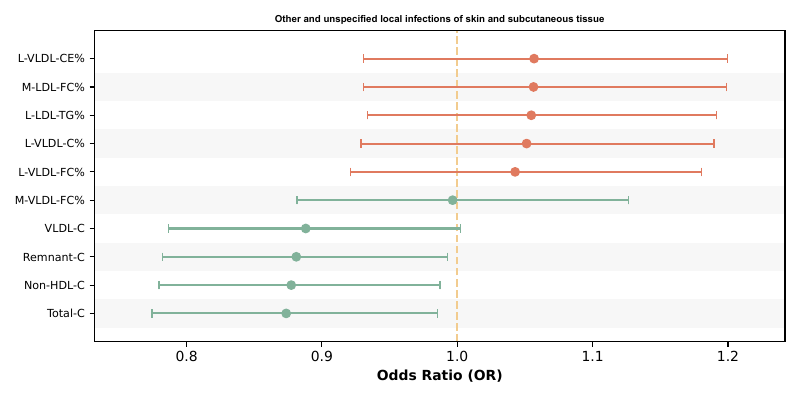 Other and unspecified local infections of skin and subcutaneous tissue
L-VLDL-CE%
M-LDL-FC%
L-LDL-TG%
L-VLDL-C%
L-VLDL-FC%
M-VLDL-FC%
VLDL-C
Remnant-C
Non-HDL-C
Total-C
0.8 0.9 1.0 1.1 1.2
Odds Ratio (OR)